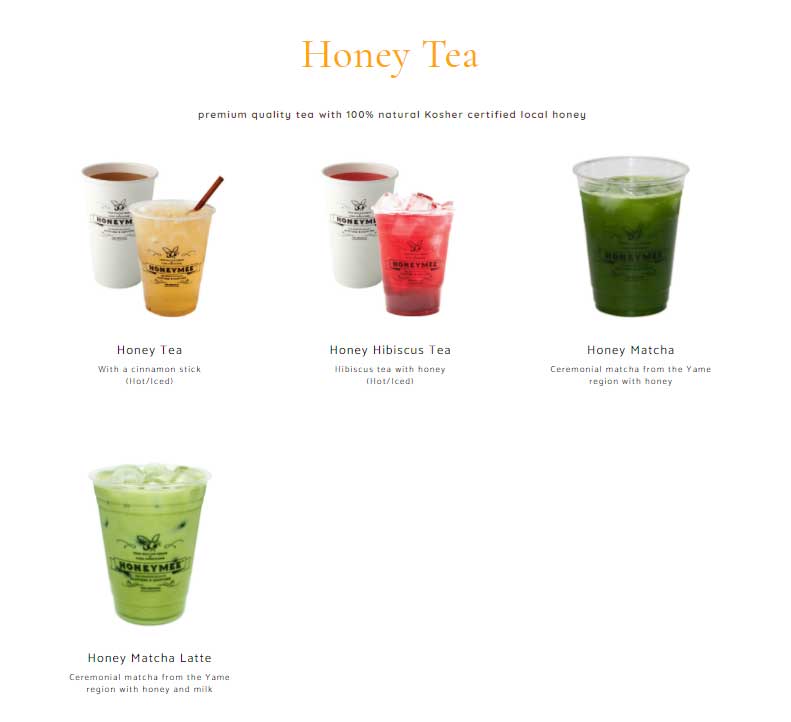 Honey Tea
premium quality tea with 100% natural Kosher certified local honey
HONEYM
HONEYMEE
HONEYM
HONEYMEE
HONEYMEE
Honey Tea
With a cinnamon stick
(Hot/Iced)
Honey Hibiscus Tea
Hibiscus tea with honey
(Hot/Iced)
Honey Matcha
Ceremonial matcha from the Yame
region with honey
HONEYMEE
Honey Matcha Latte
Ceremonial matcha from the Yame
region with honey and milk